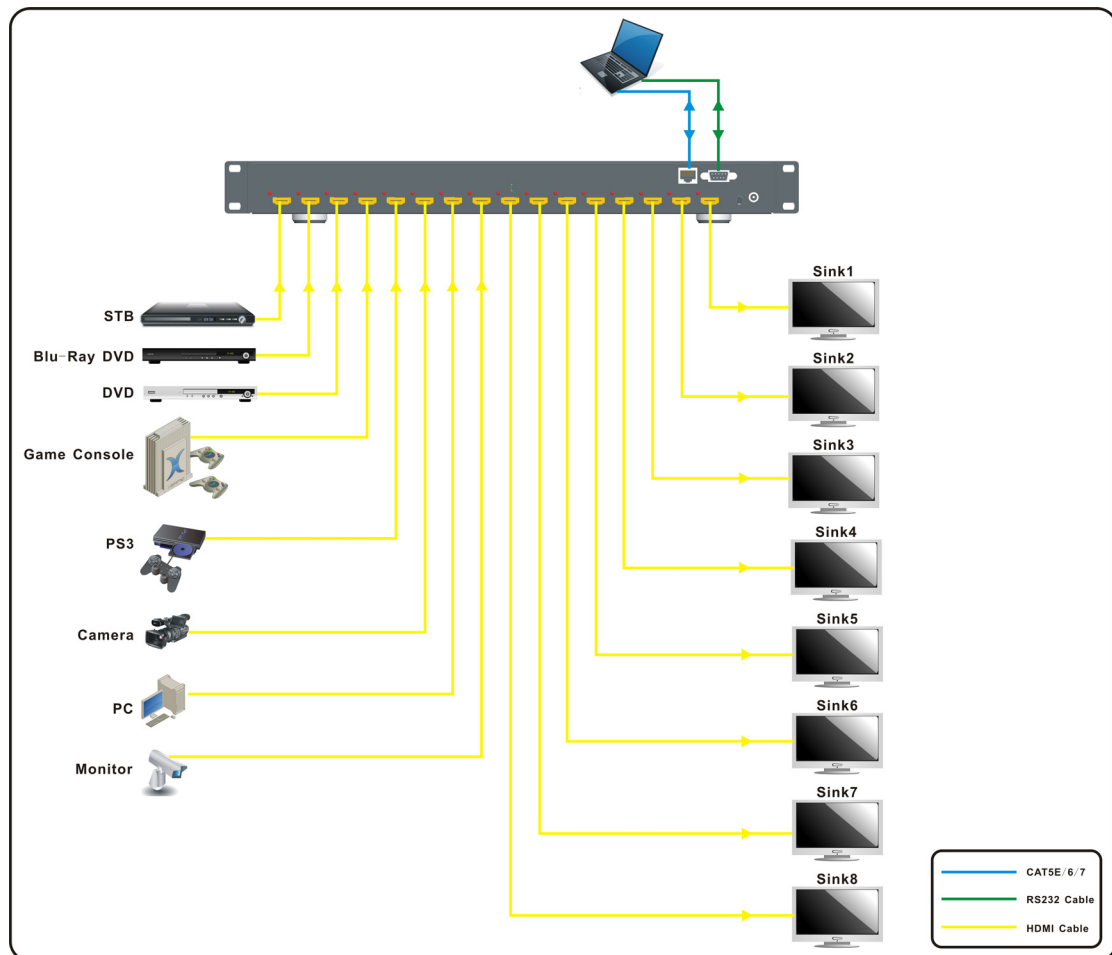 STB
Blu-Ray DVD
DVD
Game Console
PS3
Camera
PC
Monitor
Sink1
Sink2
Sink3
Sink4
Sink5
Sink6
Sink7
Sink8
CAT5E/6/7
RS232 Cable
HDMI Cable